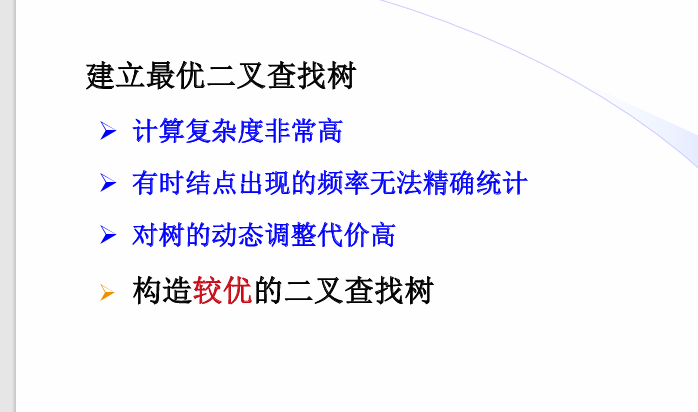 建立最优二叉查找树
计算复杂度非常高
有时结点出现的频率无法精确统计
对树的动态调整代价高
构造较优的二叉查找树